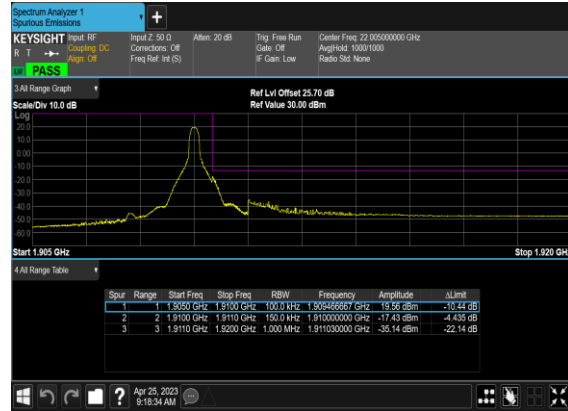 Spectrum Analyzer 1
Spurious Emissions
KEYSIGHT Input: RF Input Z: 50 Ω Atten: 20 dB Trig: Free Run Center Freq: 22.005000000 GHz
R T Coupling: DC Corrections: Off Gate: Off Avg|Hold: 1000/1000
Align: Off Freq Ref: Int (S) IF Gain: Low Radio Std: None
PASS
3 All Range Graph
Ref Lvl Offset 25.70 dB
Scale/Div 10.0 dB Ref Value 30.00 dBm
Log
20.0
10.0
0.00
-10.0
-20.0
-30.0
-40.0
-50.0
-60.0
Start 1.905 GHz Stop 1.920 GHz
4 All Range Table
Spur Range Start Freq Stop Freq RBW Frequency Amplitude ΔLimit
1 1 1.9050 GHz 1.9100 GHz 100.0 kHz 1.909466667 GHz 19.56 dBm -10.44 dB
2 2 1.9100 GHz 1.9110 GHz 150.0 kHz 1.910000000 GHz -17.43 dBm -4.435 dB
3 3 1.9110 GHz 1.9200 GHz 1.000 MHz 1.911030000 GHz -35.14 dBm -22.14 dB
? Apr 25, 2023
9:18:34 AM